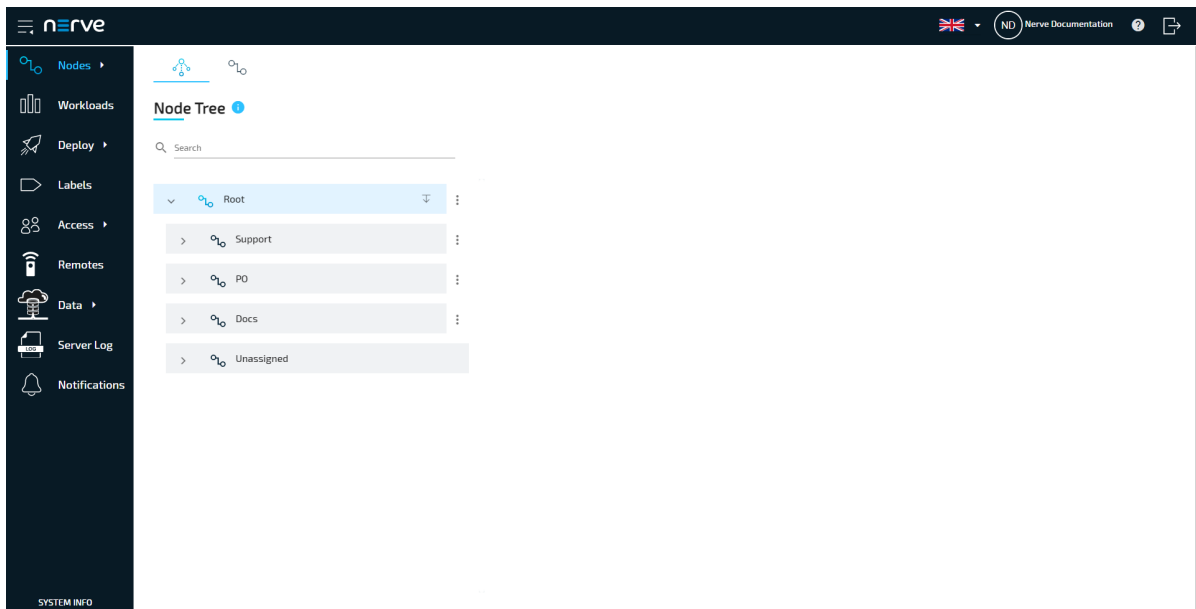 nerve
ND Nerve Documentation
Nodes
Workloads
Deploy
Labels
Access
Remotes
Data
LOG
Server Log
Notifications
SYSTEM INFO
Node Tree
Search
Root
Support
PO
Docs
Unassigned